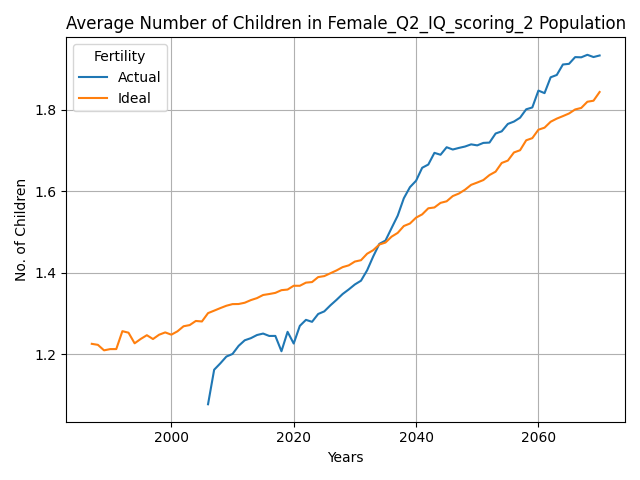 Average Number of Children in Female_Q2_IQ_scoring_2 Population
Fertility
Actual
Ideal
No. of Children
1.8
1.6
1.4
1.2
2000
2020
2040
2060
Years